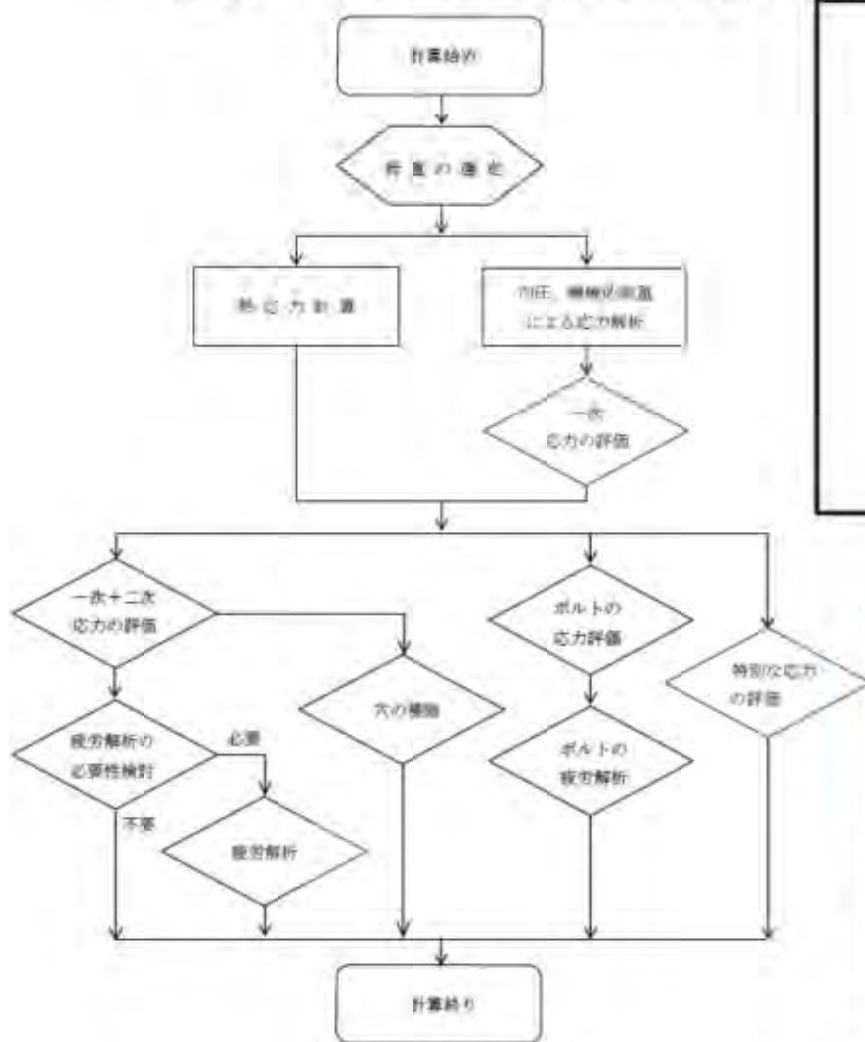 計算始め
荷重の選定
熱応力計算
内圧、機械的荷重
による応力解析
一次
応力の評価
一次+二次
応力の評価
ボルトの
応力評価
特別な応力
の評価
穴の補強
疲労解析の
必要性検討
必要
ボルトの
疲労解析
不要
疲労解析
計算終り